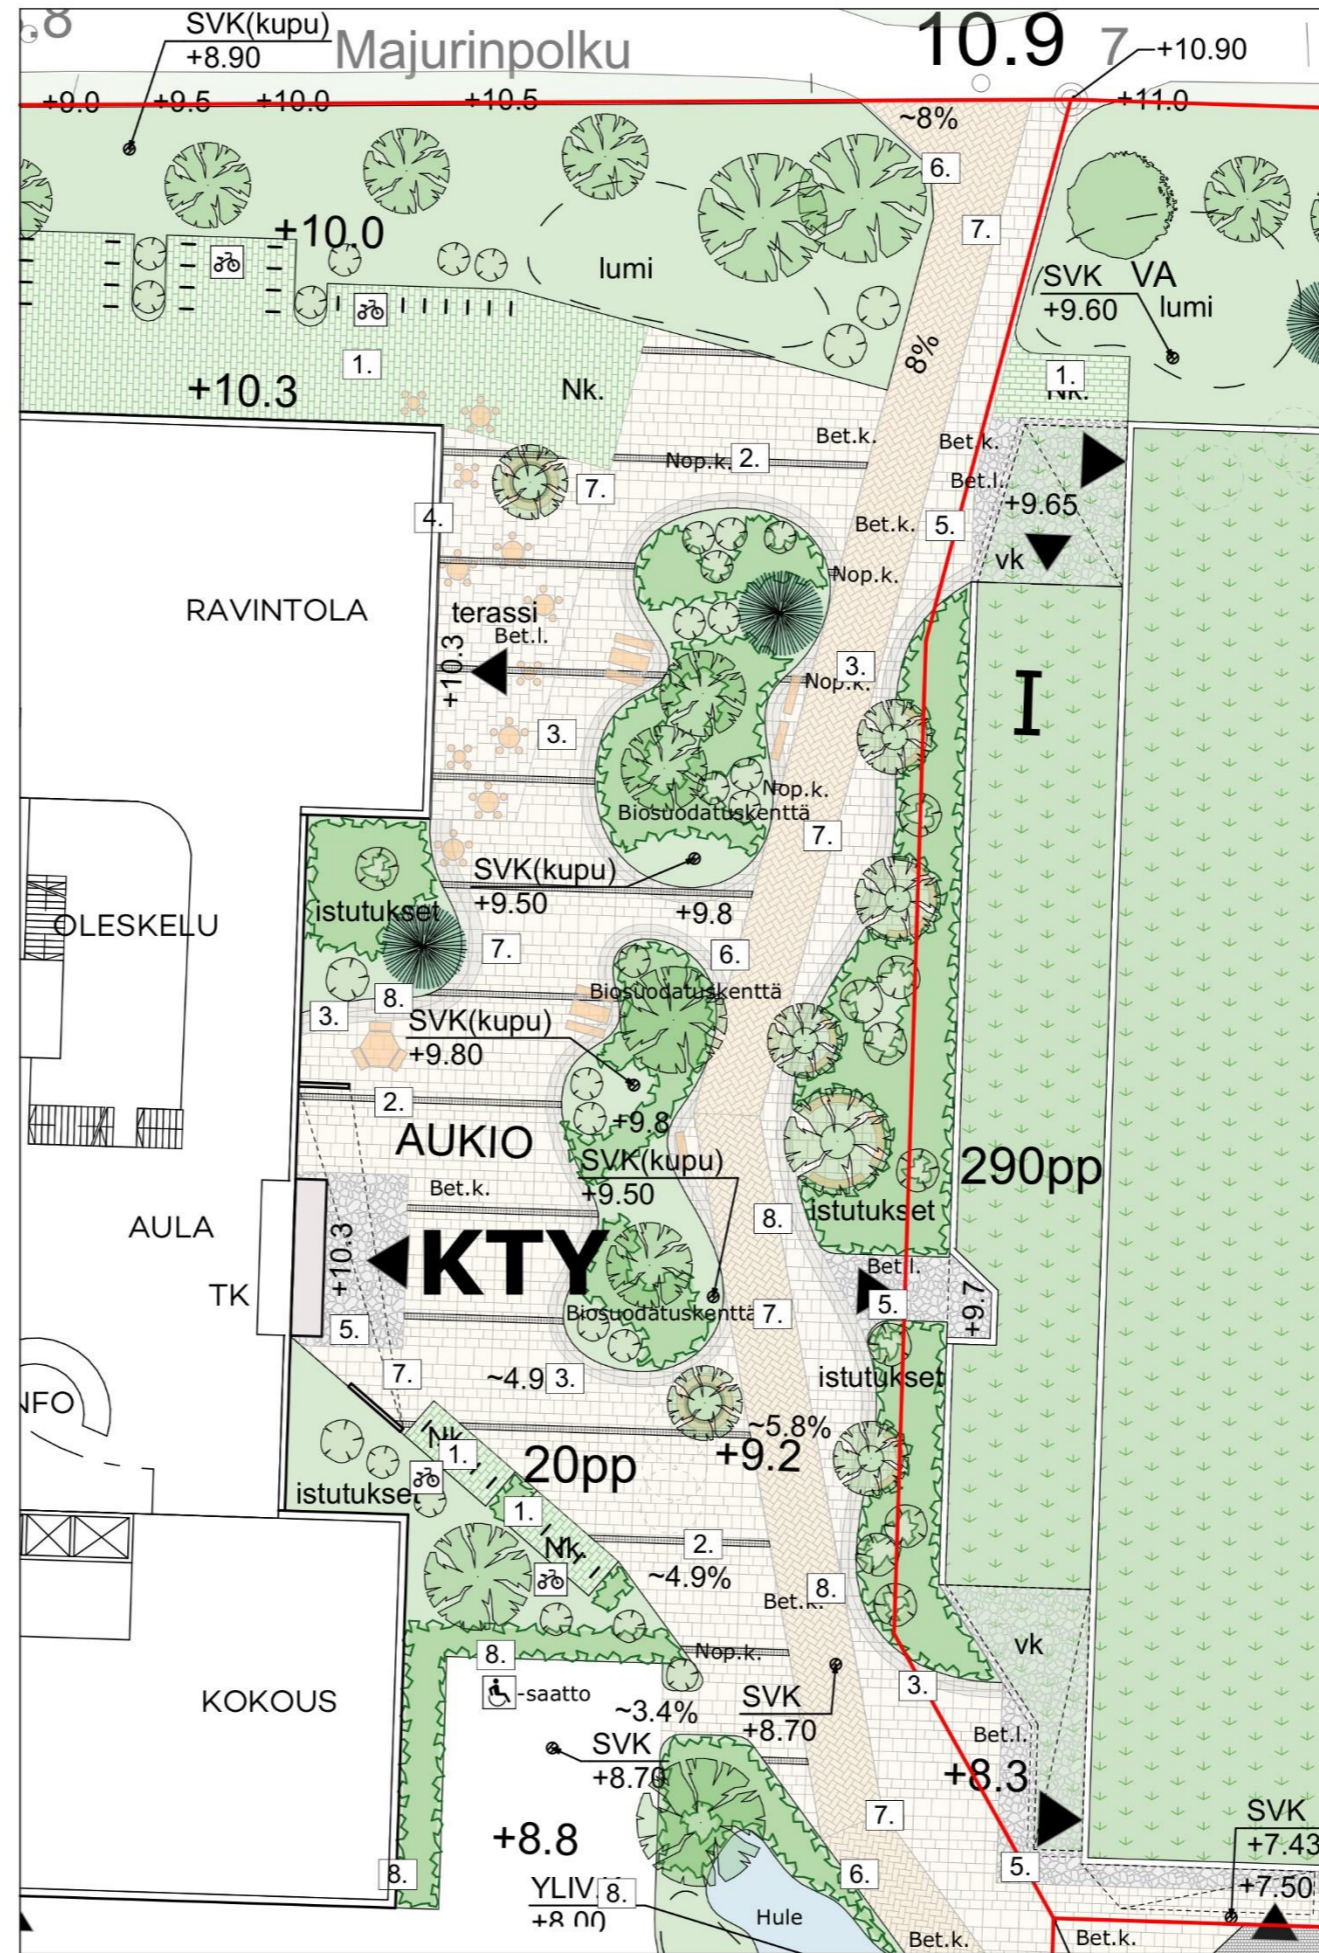 .8
SVK(kupu)
+8.90
Majurinpolku
10.9
7
+10.90
+9.0
+9.5
+10.0
+10.5
+11.0
~8%
6.
7.
+10.0
lumi
SVK
+9.60
VA
lumi
8%
1.
+10.3
Nk.
1.
Nk.
Bet.k.
Bet.k.
Nop.k.
2.
7.
Bet.l.
+9.65
4.
Bet.k.
5.
vk
Nop.k.
RAVINTOLA
terassi
Bet.l.
+10.3
3.
Nop.k.
I
3.
Nop.k.
Biosuodatuskenttä
7.
SVK(kupu)
+9.50
+9.8
istutukset
OLESKELU
7.
6.
Biosuodatuskenttä
8.
3.
SVK(kupu)
+9.80
2.
+9.8
AUKIO
SVK(kupu)
+9.50
290pp
Bet.k.
8.
istutukset
AULA
+10.3
KTY
Bet.l.
TK
5.
+9.7
Biosuodatuskenttä
7.
5.
7.
~4.9
3.
istutukset
NFO
~5.8%
+9.2
Nk.
1.
20pp
istutukset
1.
Nk.
2.
~4.9%
Bet.k.
8.
vk
Nop.k.
8.
-saatto
3.
KOKOUS
~3.4%
SVK
+8.70
SVK
+8.70
Bet.l.
+8.3
+8.8
7.
SVK
+7.43
8.
6.
5.
YLIV.
8.
+8.00
+7.50
Hule
Bet.k.
Bet.k.